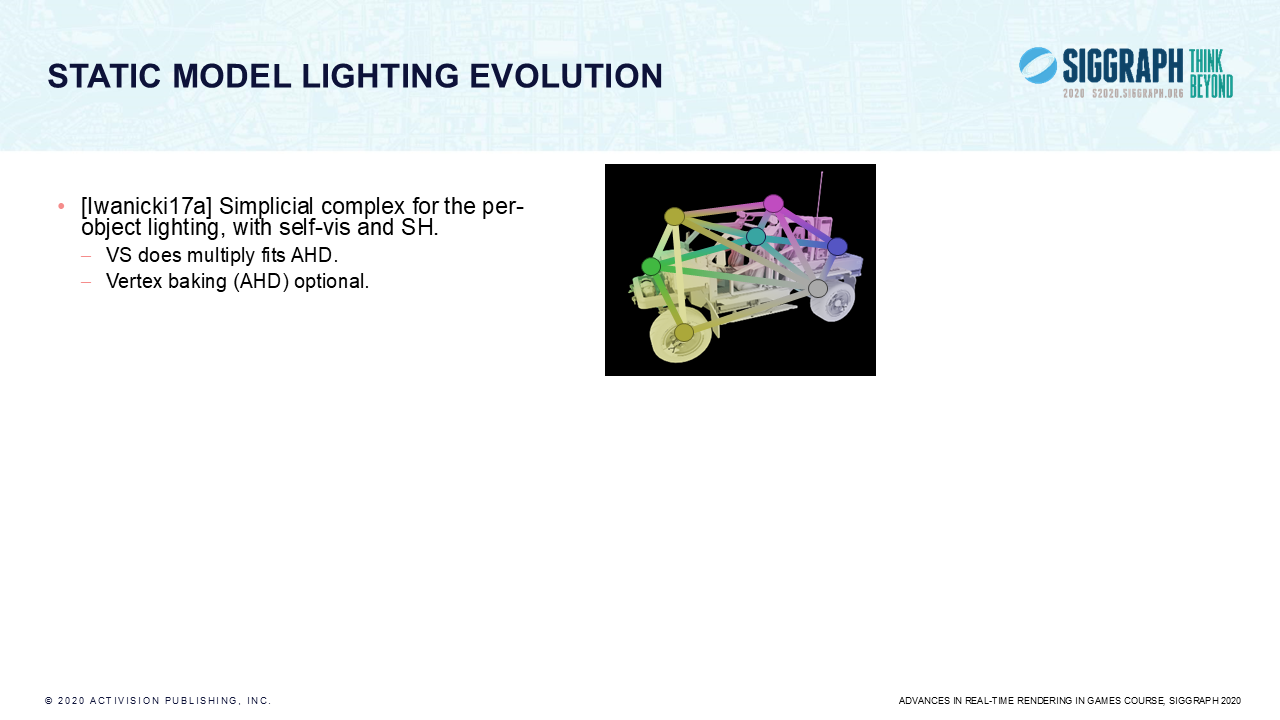 STATIC MODEL LIGHTING EVOLUTION
SIGGRAPH
THINK
BEYOND
2020 S2020.SIGGRAPH.ORG
• [Iwanicki17a] Simplicial complex for the per-
object lighting, with self-vis and SH.
– VS does multiply fits AHD.
– Vertex baking (AHD) optional.
© 2020 ACTIVISION PUBLISHING, INC.
ADVANCES IN REAL-TIME RENDERING IN GAMES COURSE, SIGGRAPH 2020